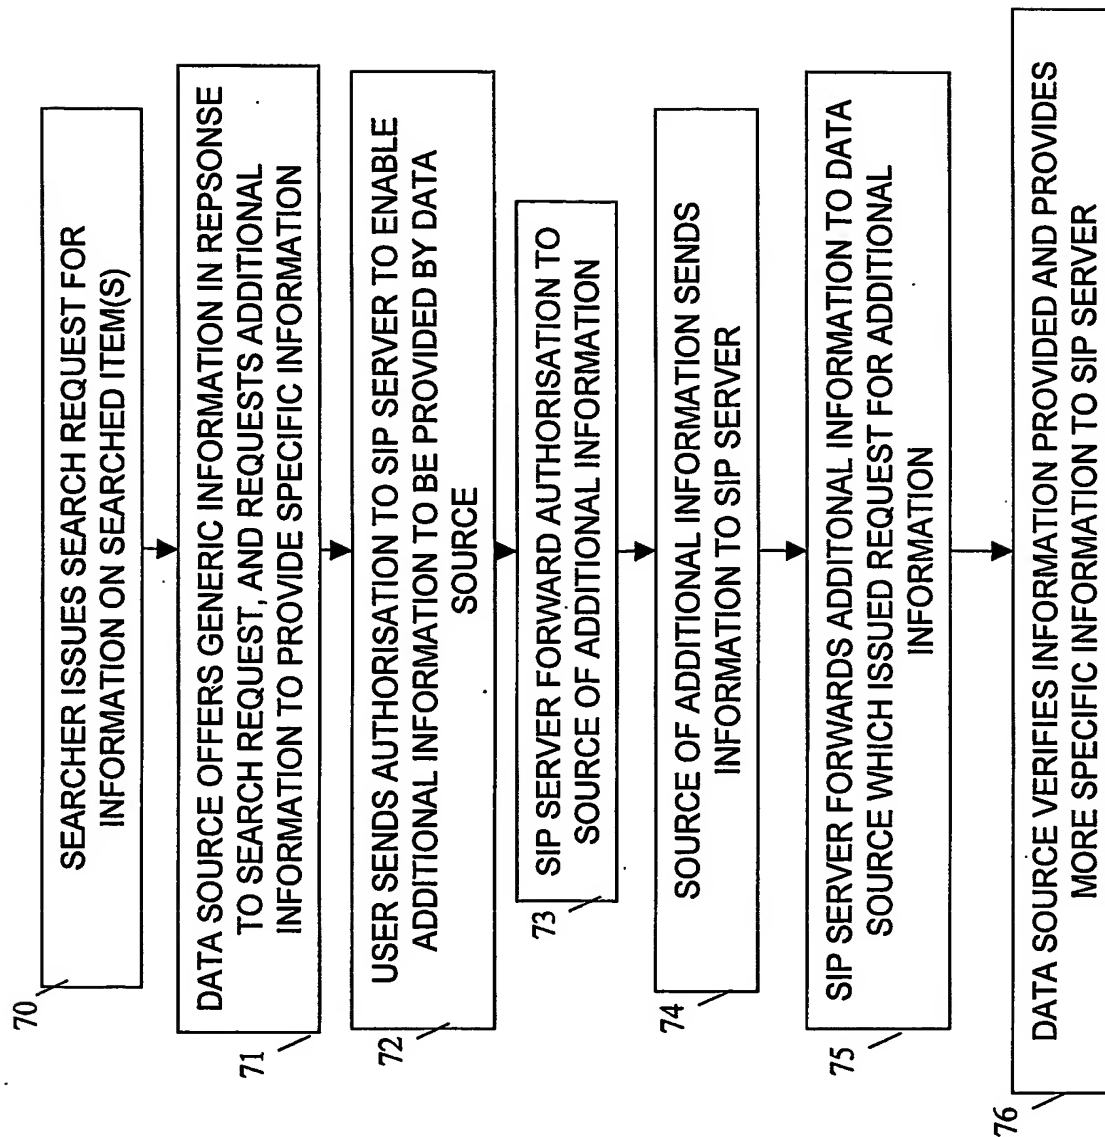 70
SEARCHER ISSUES SEARCH REQUEST FOR
INFORMATION ON SEARCHED ITEM(S)
71
DATA SOURCE OFFERS GENERIC INFORMATION IN REPSONSE
TO SEARCH REQUEST, AND REQUESTS ADDITIONAL
INFORMATION TO PROVIDE SPECIFIC INFORMATION
72
USER SENDS AUTHORISATION TO SIP SERVER TO ENABLE
ADDITIONAL INFORMATION TO BE PROVIDED BY DATA
SOURCE
73
SIP SERVER FORWARD AUTHORISATION TO
SOURCE OF ADDITIONAL INFORMATION
74
SOURCE OF ADDITIONAL INFORMATION SENDS
INFORMATION TO SIP SERVER
75
SIP SERVER FORWARDS ADDITONAL INFORMATION TO DATA
SOURCE WHICH ISSUED REQUEST FOR ADDITIONAL
INFORMATION
76
DATA SOURCE VERIFIES INFORMATION PROVIDED AND PROVIDES
MORE SPECIFIC INFORMATION TO SIP SERVER